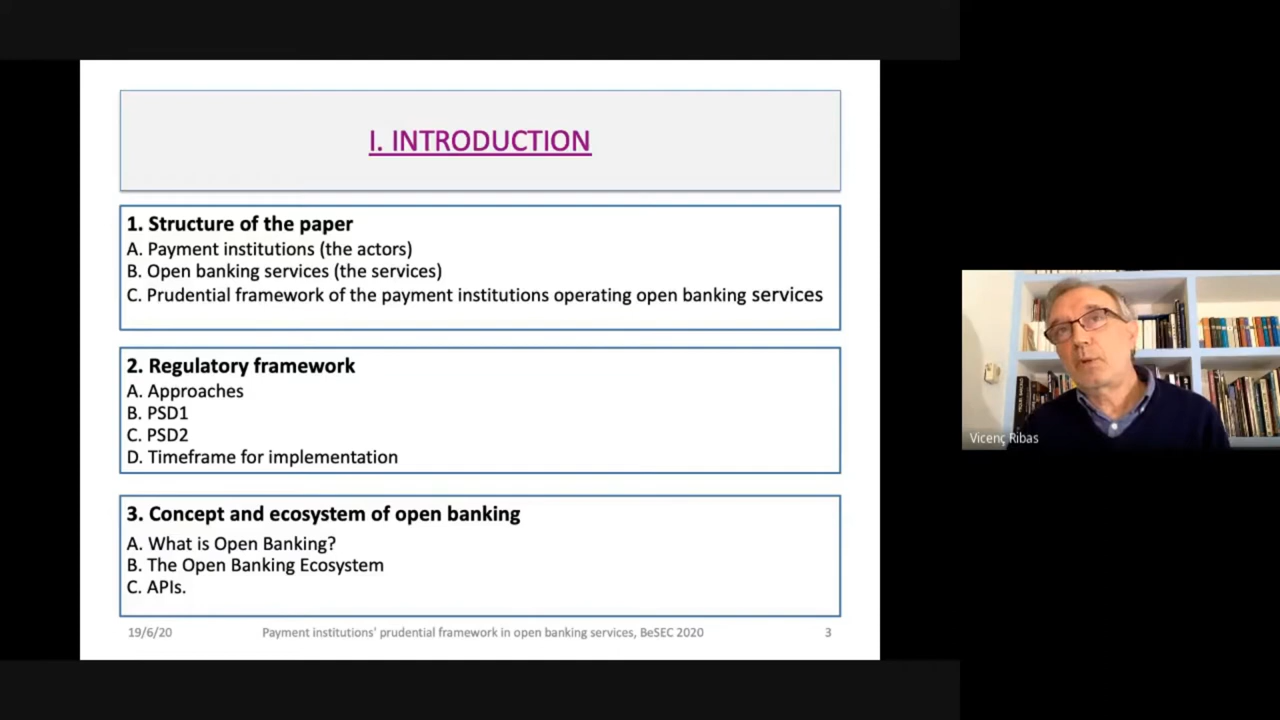 I. INTRODUCTION
1. Structure of the paper
A. Payment institutions (the actors)
B. Open banking services (the services)
C. Prudential framework of the payment institutions operating open banking services
2. Regulatory framework
A. Approaches
B. PSD1
C. PSD2
D. Timeframe for implementation
3. Concept and ecosystem of open banking
A. What is Open Banking?
B. The Open Banking Ecosystem
C. APIs.
19/6/20 Payment institutions' prudential framework in open banking services, BeSEC 2020 3
Vicenç Ribas